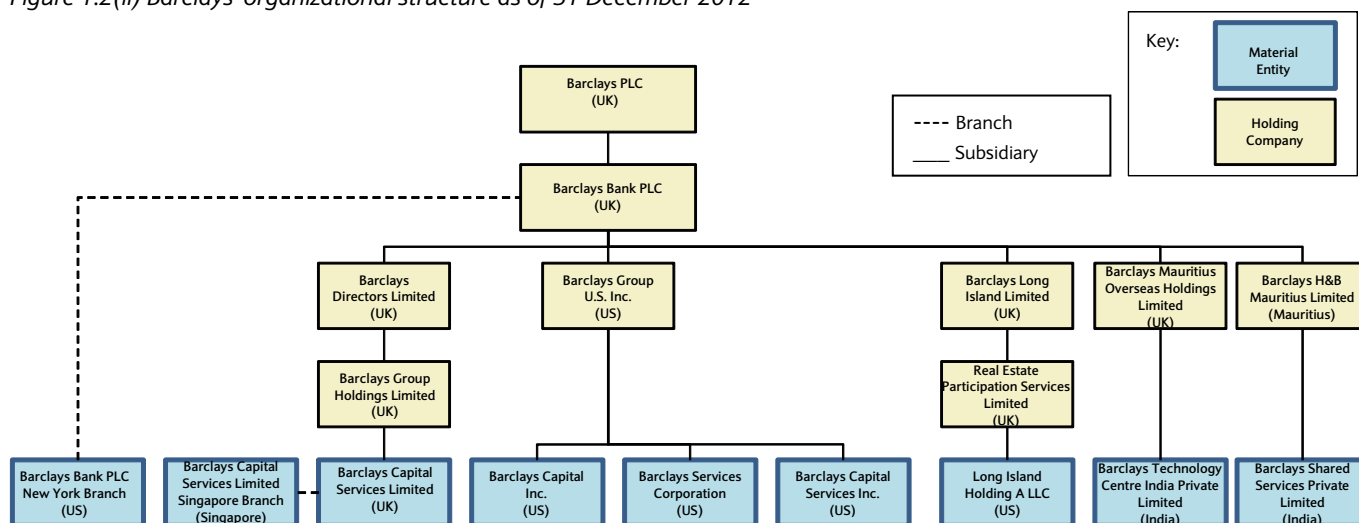 Figure 1.2(ii) Barclays' organizational structure as of 31 December 2012
Key:
Material
Entity
Holding
Company
---- Branch
____ Subsidiary
Barclays PLC
(UK)
Barclays Bank PLC
(UK)
Barclays
Directors Limited
(UK)
Barclays Group
U.S. Inc.
(US)
Barclays Long
Island Limited
(UK)
Barclays Mauritius
Overseas Holdings
Limited
(UK)
Barclays H&B
Mauritius Limited
(Mauritius)
Barclays Group
Holdings Limited
(UK)
Real Estate
Participation Services
Limited
(UK)
Barclays Bank PLC
New York Branch
(US)
Barclays Capital
Services Limited
Singapore Branch
(Singapore)
Barclays Capital
Services Limited
(UK)
Barclays Capital
Inc.
(US)
Barclays Services
Corporation
(US)
Barclays Capital
Services Inc.
(US)
Long Island
Holding A LLC
(US)
Barclays Technology
Centre India Private
Limited
(India)
Barclays Shared
Services Private
Limited
(India)